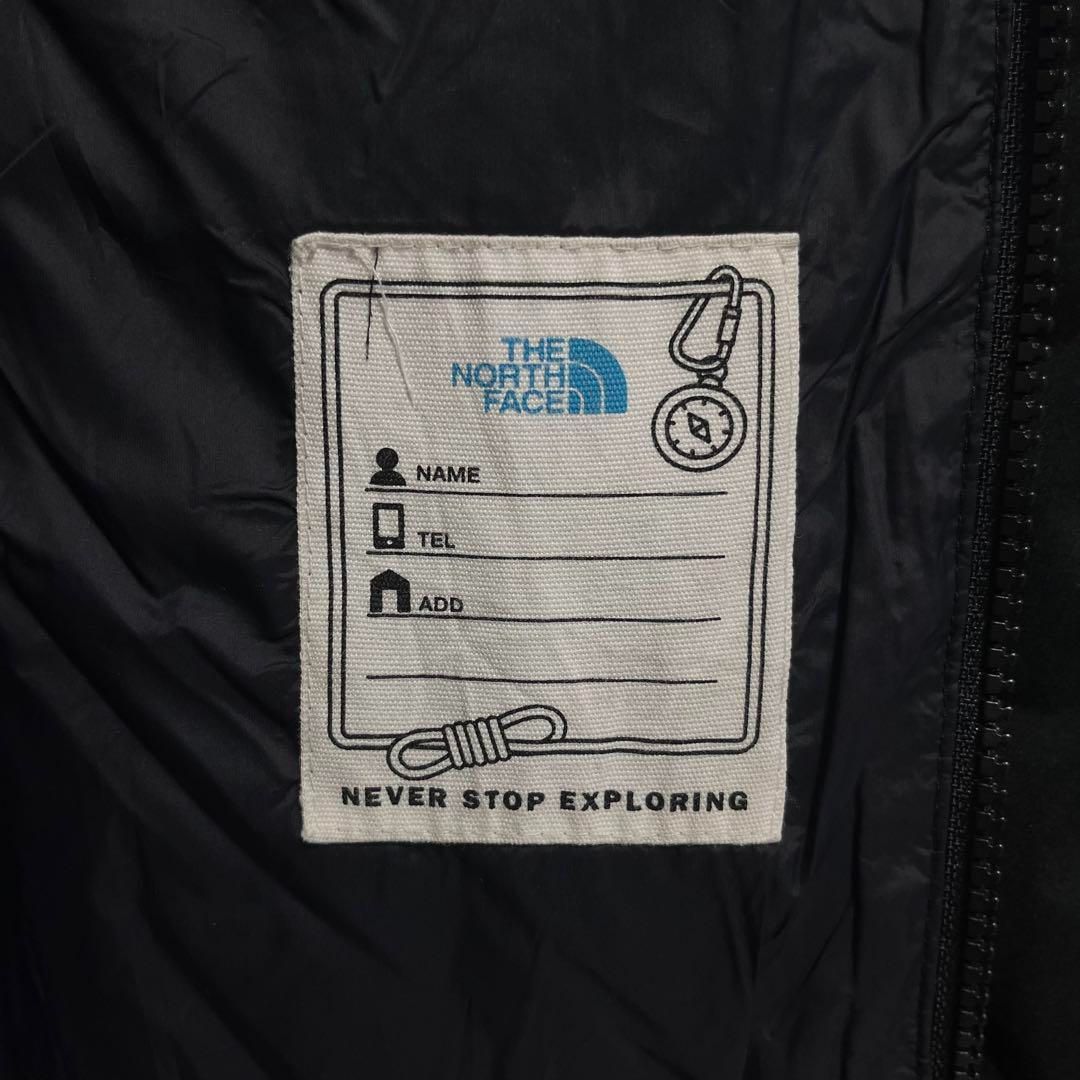 THE
NORTH
FACE
NAME
TEL
ADD
NEVER STOP EXPLORING